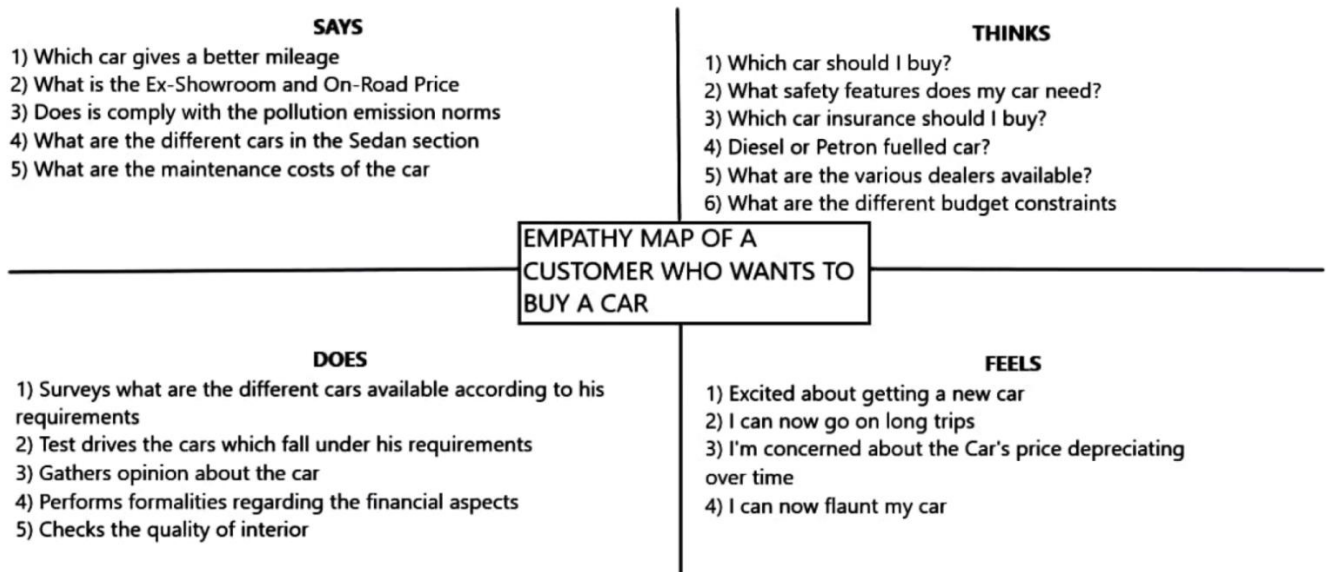 SAYS
1) Which car gives a better mileage
2) What is the Ex-Showroom and On-Road Price
3) Does is comply with the pollution emission norms
4) What are the different cars in the Sedan section
5) What are the maintenance costs of the car
THINKS
1) Which car should I buy?
2) What safety features does my car need?
3) Which car insurance should I buy?
4) Diesel or Petron fuelled car?
5) What are the various dealers available?
6) What are the different budget constraints
EMPATHY MAP OF A
CUSTOMER WHO WANTS TO
BUY A CAR
DOES
1) Surveys what are the different cars available according to his
requirements
2) Test drives the cars which fall under his requirements
3) Gathers opinion about the car
4) Performs formalities regarding the financial aspects
5) Checks the quality of interior
FEELS
1) Excited about getting a new car
2) I can now go on long trips
3) I'm concerned about the Car's price depreciating
over time
4) I can now flaunt my car